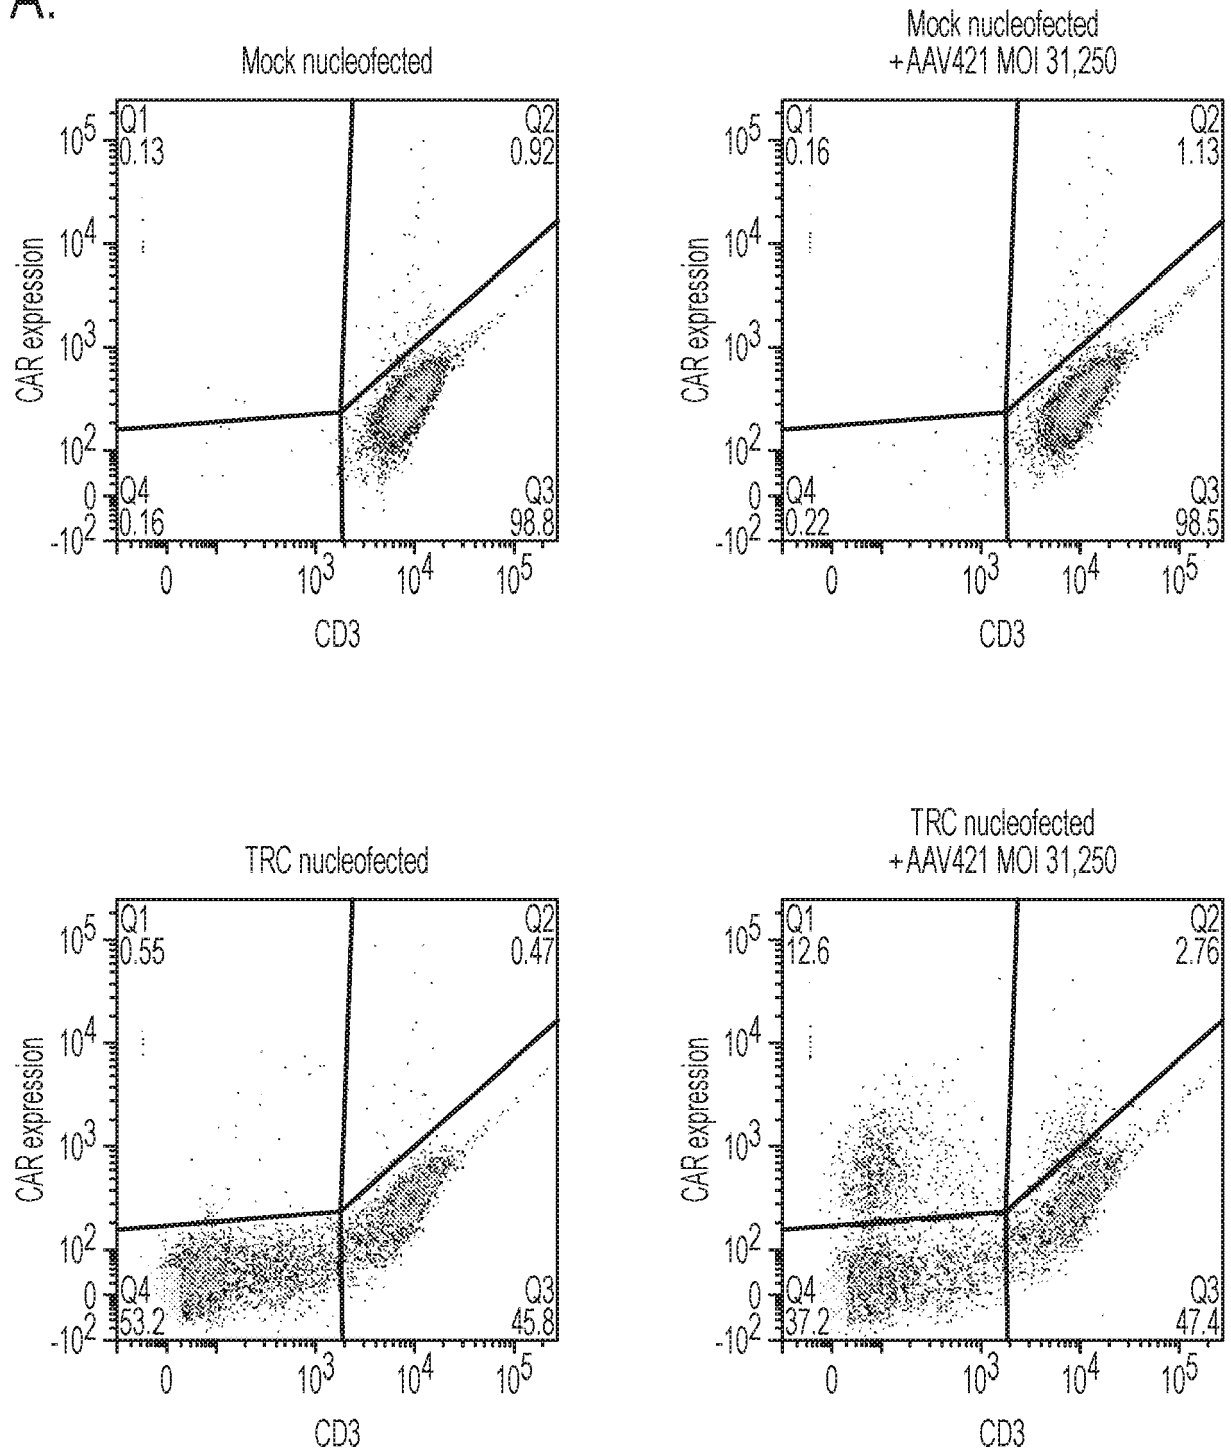 A.
Mock nucleofected
Q1
0.13
Q2
0.92
Q4
0.16
Q3
98.8
10^5
10^4
10^3
10^2
0
-10^2
CAR expression
0
10^3
10^4
10^5
CD3
Mock nucleofected
+AAV421 MOI 31,250
Q1
0.16
Q2
1.13
Q4
0.22
Q3
98.5
10^5
10^4
10^3
10^2
0
-10^2
CAR expression
0
10^3
10^4
10^5
CD3
TRC nucleofected
Q1
0.55
Q2
0.47
Q4
53.2
Q3
45.8
10^5
10^4
10^3
10^2
0
-10^2
CAR expression
0
10^3
10^4
10^5
CD3
TRC nucleofected
+AAV421 MOI 31,250
Q1
12.6
Q2
2.76
Q4
37.2
Q3
47.4
10^5
10^4
10^3
10^2
0
-10^2
CAR expression
0
10^3
10^4
10^5
CD3